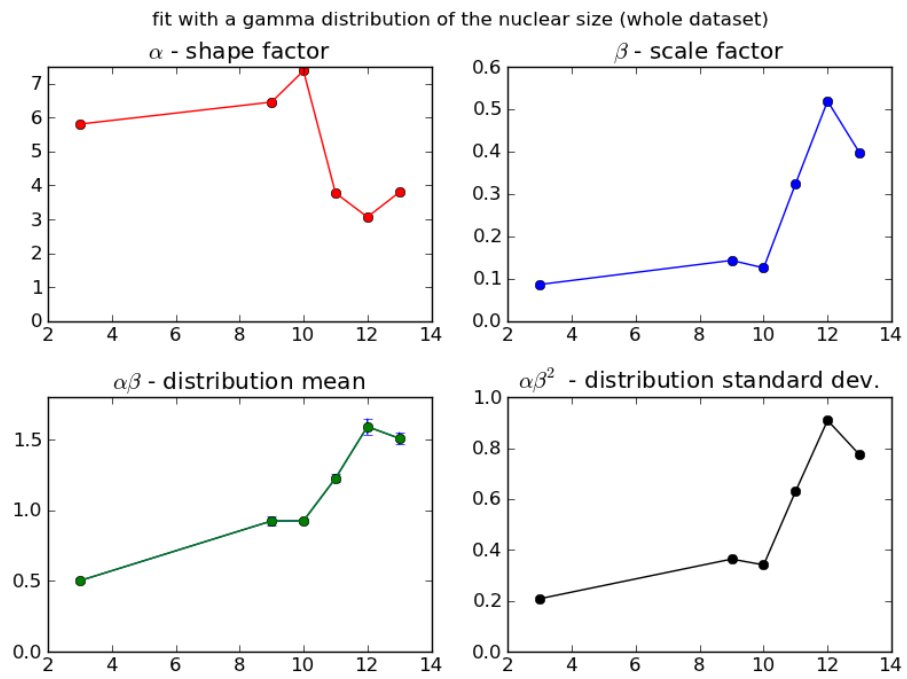 fit with a gamma distribution of the nuclear size (whole dataset)
α - shape factor
7
6
5
4
3
2
1
0
2 4 6 8 10 12 14
β - scale factor
0.6
0.5
0.4
0.3
0.2
0.1
0.0
2 4 6 8 10 12 14
αβ - distribution mean
1.5
1.0
0.5
0.0
2 4 6 8 10 12 14
αβ² - distribution standard dev.
1.0
0.8
0.6
0.4
0.2
0.0
2 4 6 8 10 12 14